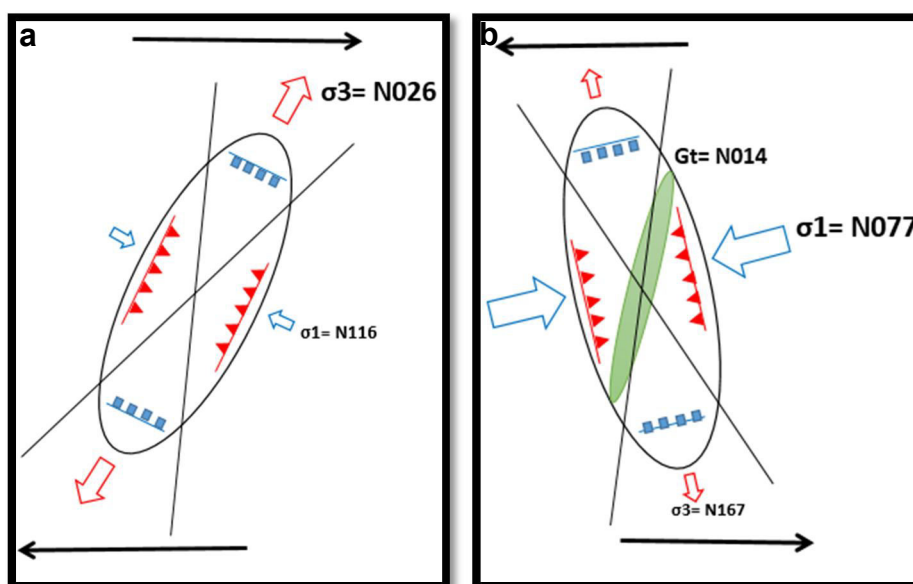 a
σ3= N026
σ1= N116
b
Gt= N014
σ1= N077
σ3= N167